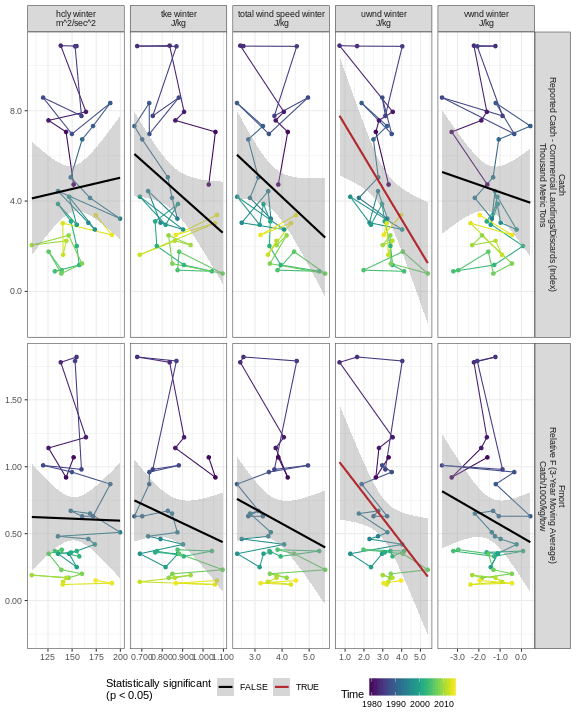 hcly winter
m^2/sec^2
tke winter
J/kg
total wind speed winter
J/kg
uwnd winter
J/kg
vwnd winter
J/kg
8.0
4.0
0.0
Catch
Reported Catch - Commercial Landings/Discards (Index)
Thousand Metric Tons
1.50
1.00
0.50
0.00
Fmort
Relative F (3-Year Moving Average)
Catch/1000/kg/tow
125 150 175 200
0.700 0.800 0.900 1.000 1.100
3.0 4.0 5.0
1.0 2.0 3.0 4.0 5.0
-3.0 -2.0 -1.0 0.0
Statistically significant
(p < 0.05)
FALSE
TRUE
Time
1980 1990 2000 2010